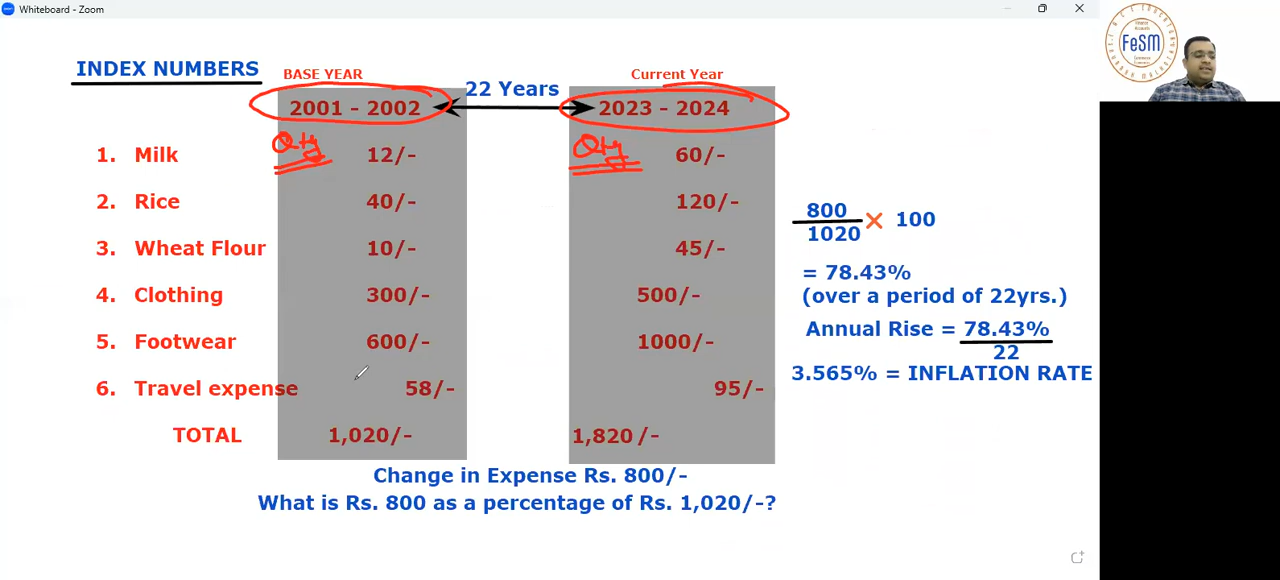 Whiteboard - Zoom
INDEX NUMBERS
BASE YEAR
22 Years
Current Year
2001 - 2002
2023 - 2024
Qty
Qty
1. Milk 12/- 60/-
2. Rice 40/- 120/-
3. Wheat Flour 10/- 45/-
4. Clothing 300/- 500/-
5. Footwear 600/- 1000/-
6. Travel expense 58/- 95/-
TOTAL 1,020/- 1,820 /-
Change in Expense Rs. 800/-
What is Rs. 800 as a percentage of Rs. 1,020/-?
800
1020
× 100
= 78.43%
(over a period of 22yrs.)
Annual Rise = 78.43%
22
3.565% = INFLATION RATE
FeSM